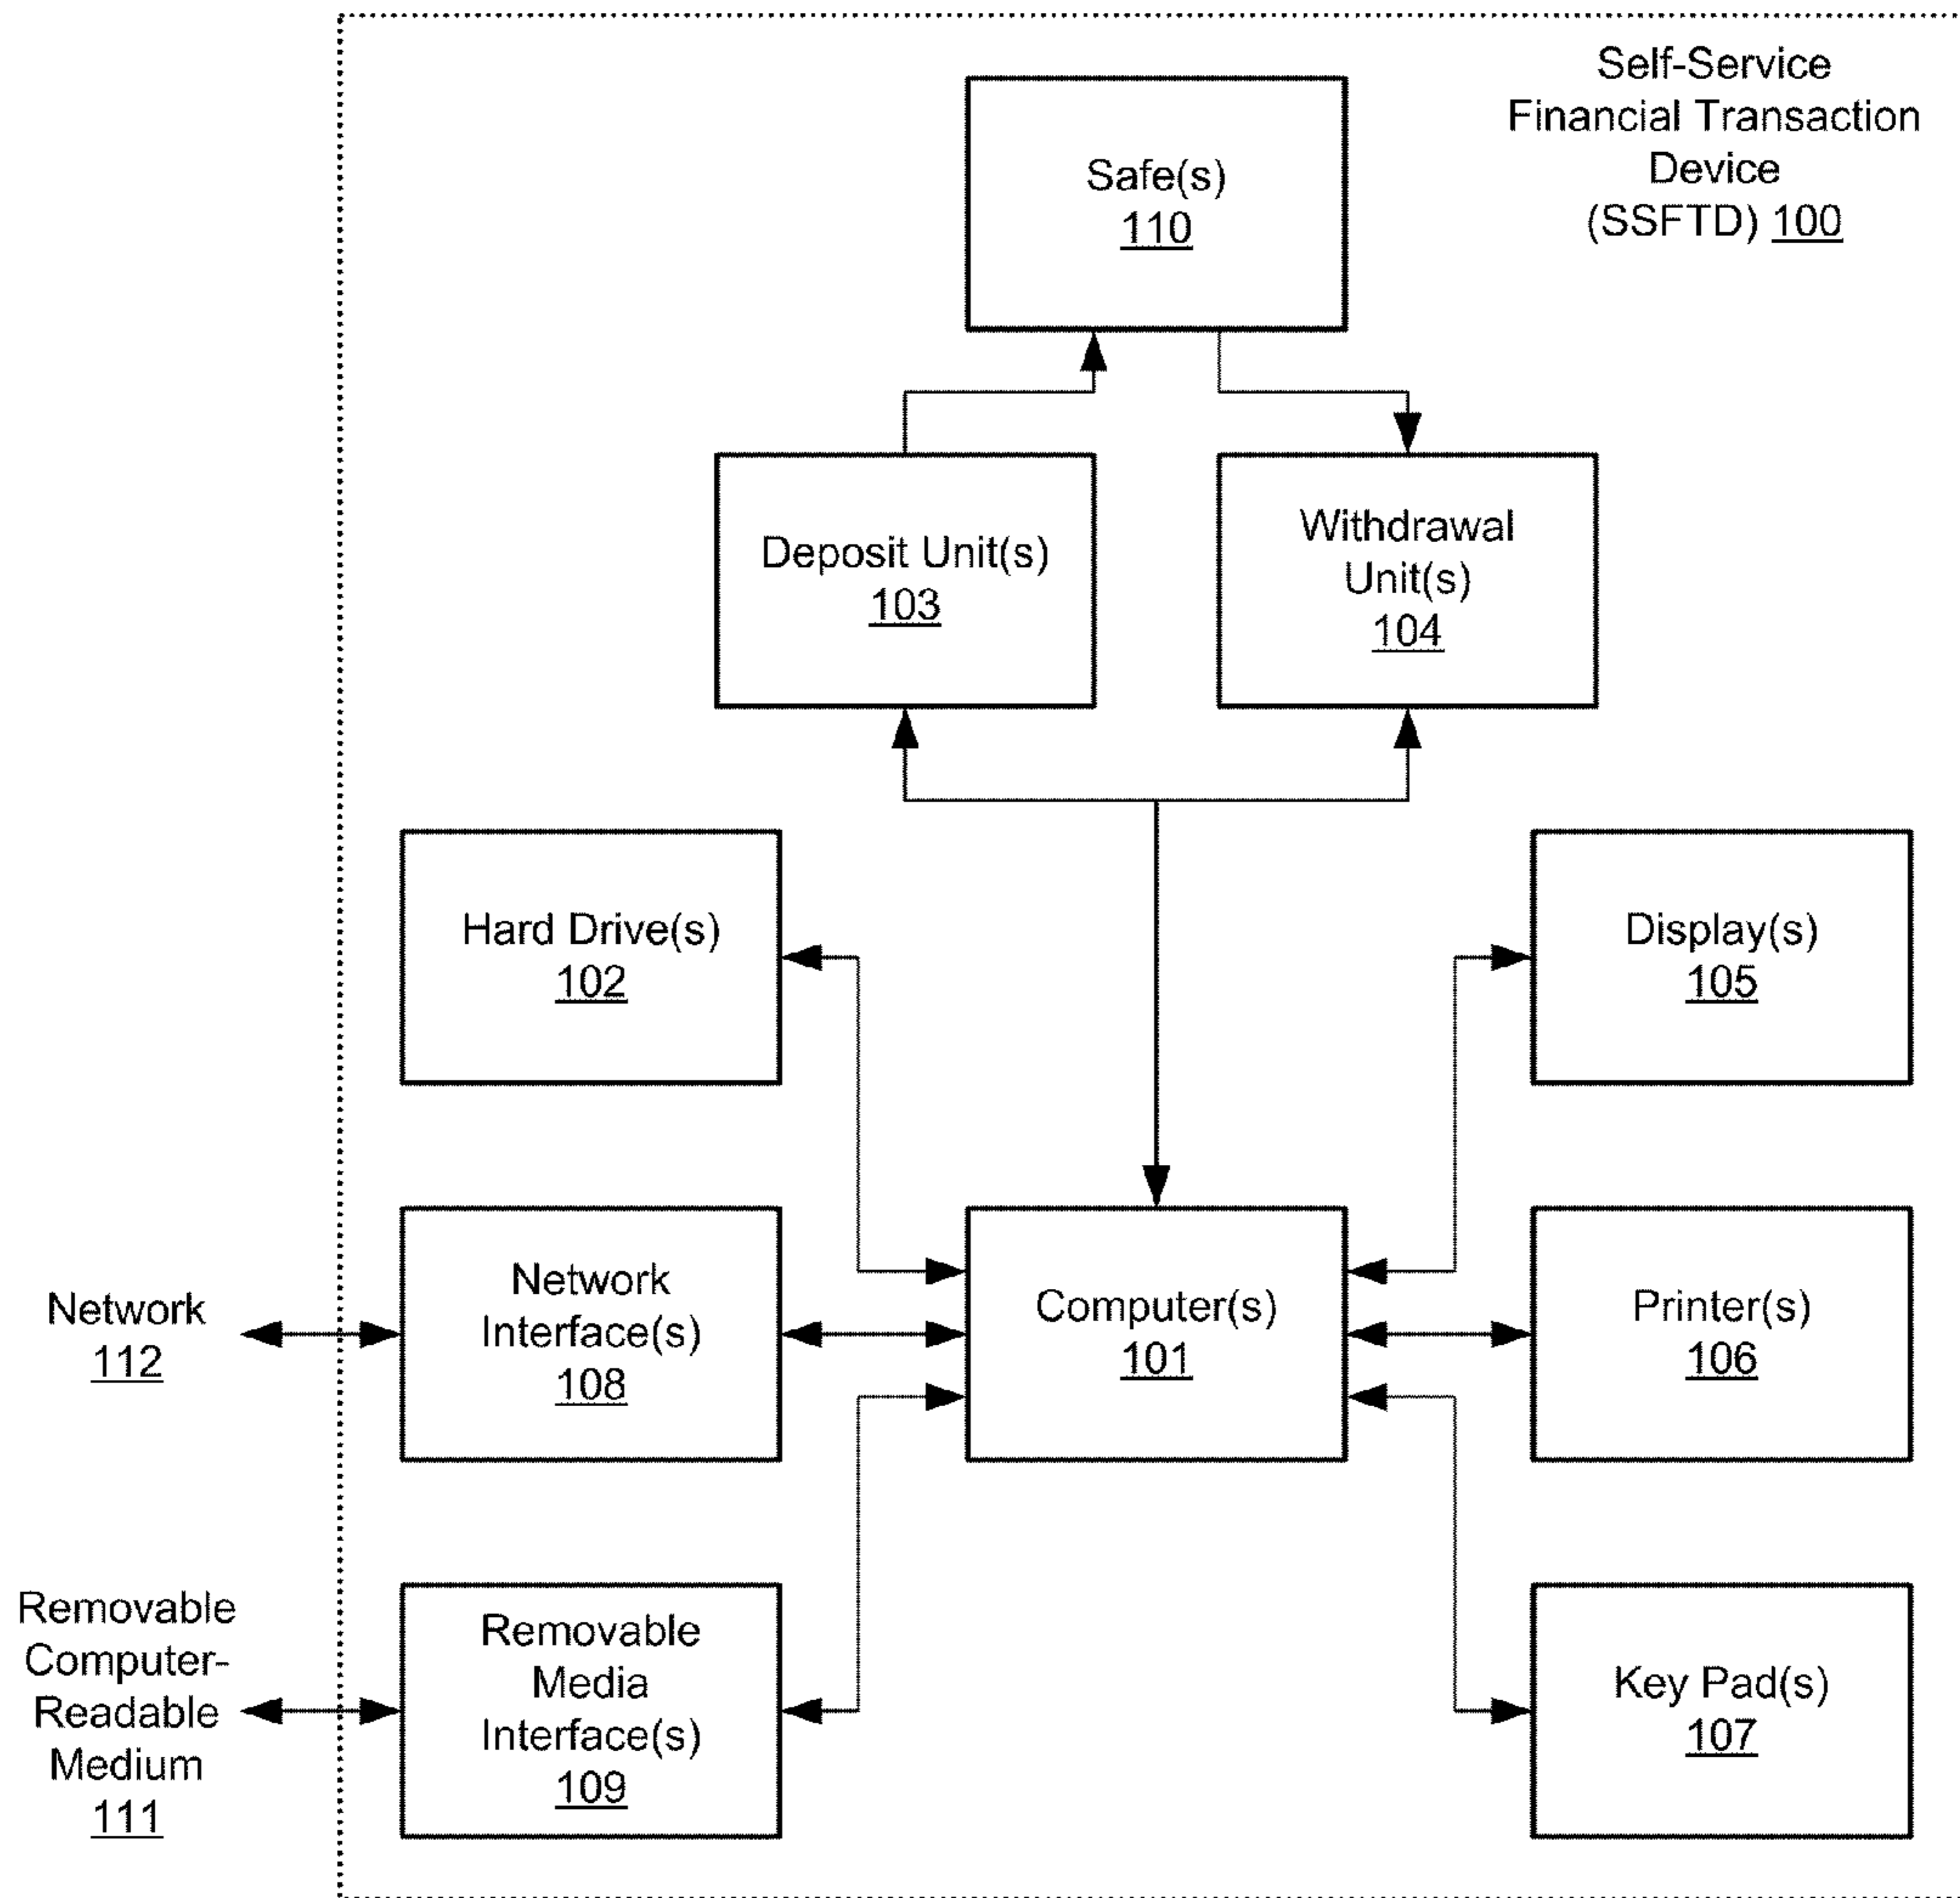 Self-Service
Financial Transaction
Device
(SSFTD) 100
Safe(s)
110
Deposit Unit(s)
103
Withdrawal
Unit(s)
104
Hard Drive(s)
102
Display(s)
105
Network
112
Network
Interface(s)
108
Computer(s)
101
Printer(s)
106
Removable
Computer-
Readable
Medium
111
Removable
Media
Interface(s)
109
Key Pad(s)
107